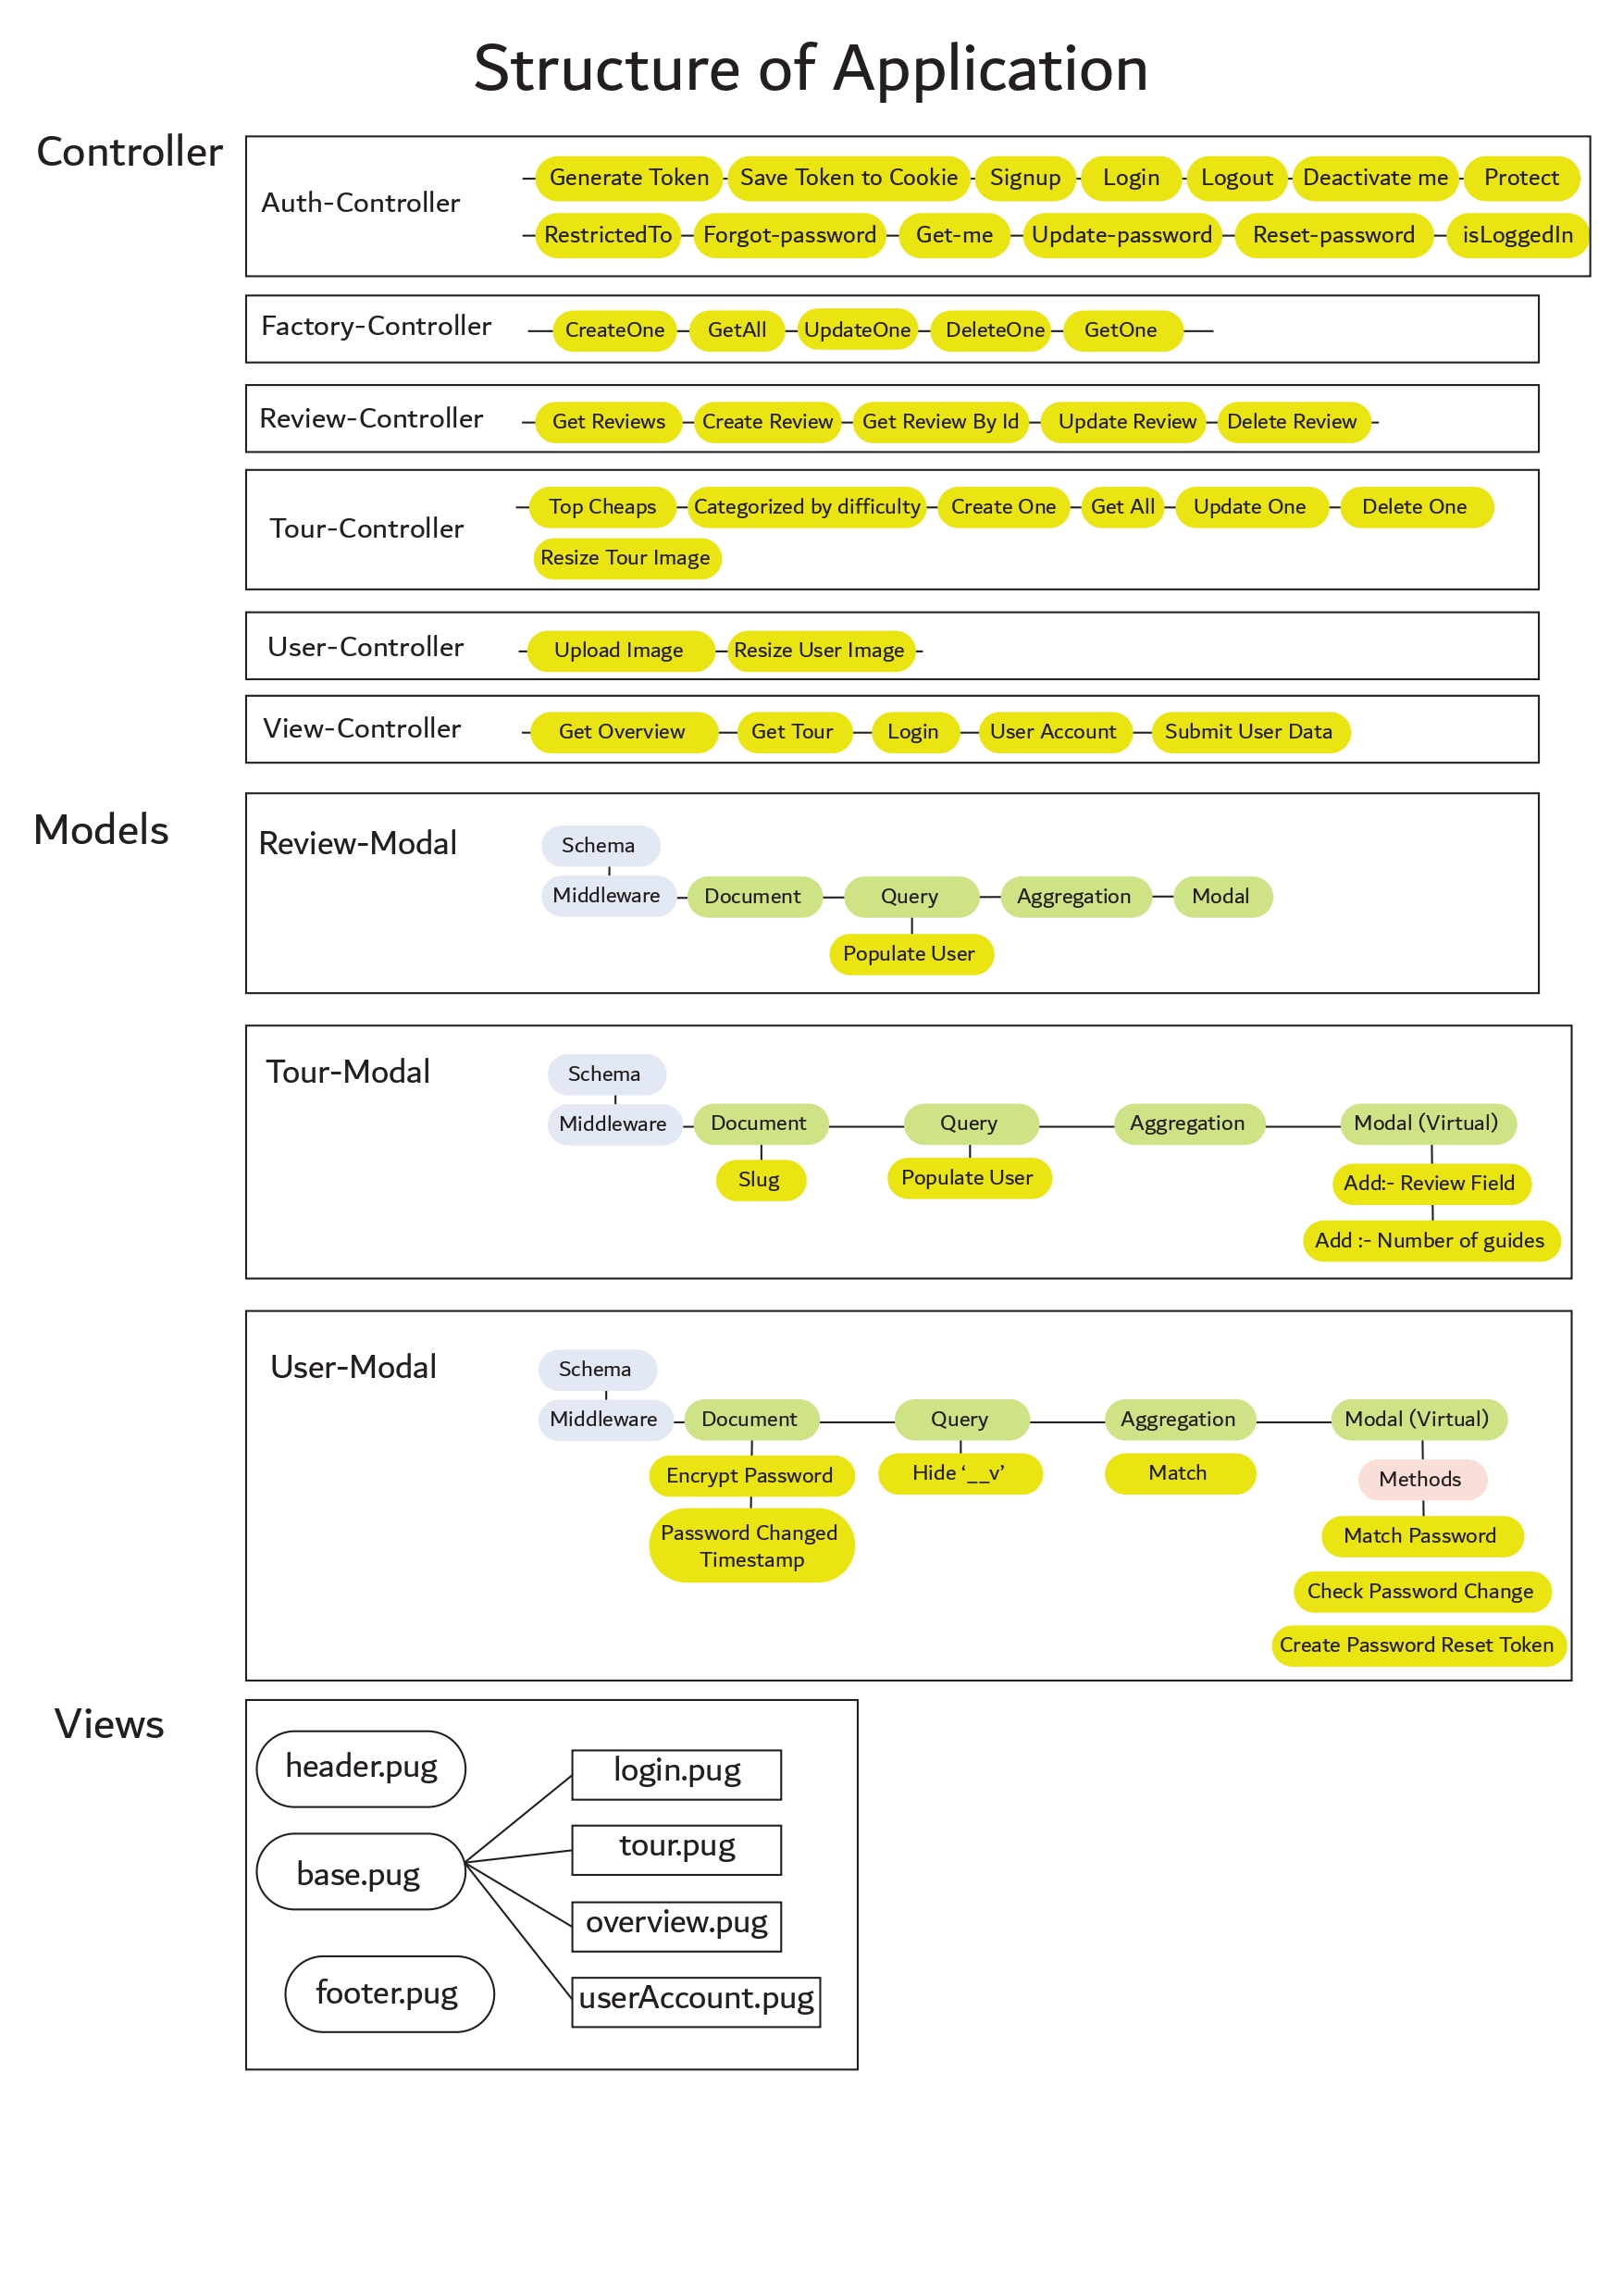 Structure of Application
Controller
Auth-Controller
Generate Token Save Token to Cookie Signup Login Logout Deactivate me Protect
RestrictedTo Forgot-password Get-me Update-password Reset-password isLoggedIn
Factory-Controller CreateOne GetAll UpdateOne DeleteOne GetOne
Review-Controller Get Reviews Create Review Get Review By Id Update Review Delete Review
Tour-Controller
Top Cheaps Categorized by difficulty Create One Get All Update One Delete One
Resize Tour Image
User-Controller Upload Image Resize User Image
View-Controller Get Overview Get Tour Login User Account Submit User Data
Models
Review-Modal
Schema
Middleware Document Query Aggregation Modal
Populate User
Tour-Modal
Schema
Middleware Document Query Aggregation Modal (Virtual)
Slug Populate User Add:- Review Field
Add :- Number of guides
User-Modal
Schema
Middleware Document Query Aggregation Modal (Virtual)
Encrypt Password Hide ‘__v’ Match Methods
Password Changed
Timestamp
Match Password
Check Password Change
Create Password Reset Token
Views
header.pug
base.pug
footer.pug
login.pug
tour.pug
overview.pug
userAccount.pug